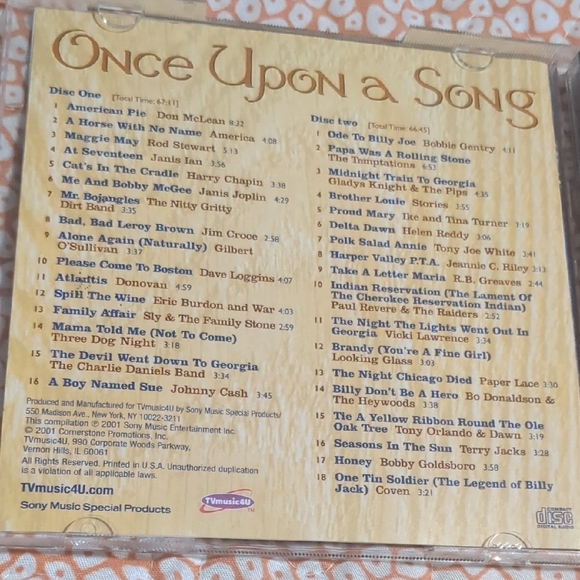 Once Upon a Song
Disc One [Total Time: 67:11]
1 American Pie Don McLean 8:32
2 A Horse With No Name America 4:08
3 Maggie May Rod Stewart 5:13
4 At Seventeen Janis Ian 3:56
5 Cat's In The Cradle Harry Chapin 3:38
6 Me And Bobby McGee Janis Joplin 4:29
7 Mr. Bojangles The Nitty Gritty
Dirt Band 3:35
8 Bad, Bad Leroy Brown Jim Croce 2:58
9 Alone Again (Naturally) Gilbert
O'Sullivan 3:37
10 Please Come To Boston Dave Loggins 4:07
11 Atlantis Donovan 4:59
12 Spill The Wine Eric Burdon and War 4:03
13 Family Affair Sly & The Family Stone 2:59
14 Mama Told Me (Not To Come)
Three Dog Night 3:18
15 The Devil Went Down To Georgia
The Charlie Daniels Band 3:34
16 A Boy Named Sue Johnny Cash 3:45
Produced and Manufactured for TVmusic4U by Sony Music Special Products/
550 Madison Ave., New York, NY 10022-3211
This compilation ℗ 2001 Sony Music Entertainment Inc.
© 2001 Cornerstone Promotions, Inc.
TVmusic4U, 990 Corporate Woods Parkway,
Vernon Hills, IL 60061
All Rights Reserved. Printed in U.S.A. Unauthorized duplication
is a violation of all applicable laws.
TVmusic4U.com
Sony Music Special Products
TVmusic4U
Disc two [Total Time: 66:45]
1 Ode To Billy Joe Bobbie Gentry 4:11
2 Papa Was A Rolling Stone
The Temptations 6:53
3 Midnight Train To Georgia
Gladys Knight & The Pips 4:35
4 Brother Louie Stories 3:55
5 Proud Mary Ike and Tina Turner 3:19
6 Delta Dawn Helen Reddy 3:06
7 Polk Salad Annie Tony Joe White 3:41
8 Harper Valley P.T.A. Jeannie C. Riley 3:13
9 Take A Letter Maria R.B. Greaves 2:44
10 Indian Reservation (The Lament Of
The Cherokee Reservation Indian)
Paul Revere & The Raiders 2:52
11 The Night The Lights Went Out In
Georgia Vicki Lawrence 3:34
12 Brandy (You're A Fine Girl)
Looking Glass 3:03
13 The Night Chicago Died Paper Lace 3:30
14 Billy Don't Be A Hero Bo Donaldson &
The Heywoods 3:38
15 Tie A Yellow Ribbon Round The Ole
Oak Tree Tony Orlando & Dawn 3:19
16 Seasons In The Sun Terry Jacks 3:28
17 Honey Bobby Goldsboro 3:58
18 One Tin Soldier (The Legend of Billy
Jack) Coven 3:21
COMPACT
disc
DIGITAL AUDIO